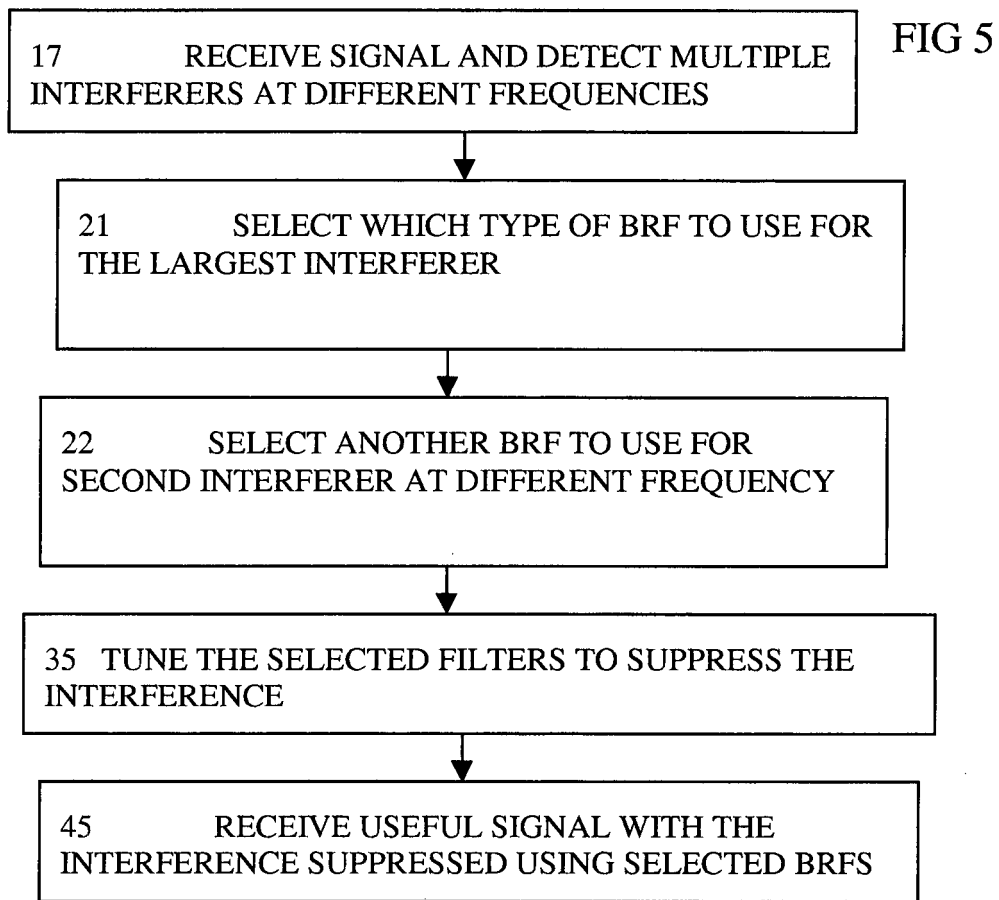 FIG 5
17 RECEIVE SIGNAL AND DETECT MULTIPLE
INTERFERERS AT DIFFERENT FREQUENCIES
21 SELECT WHICH TYPE OF BRF TO USE FOR
THE LARGEST INTERFERER
22 SELECT ANOTHER BRF TO USE FOR
SECOND INTERFERER AT DIFFERENT FREQUENCY
35 TUNE THE SELECTED FILTERS TO SUPPRESS THE
INTERFERENCE
45 RECEIVE USEFUL SIGNAL WITH THE
INTERFERENCE SUPPRESSED USING SELECTED BRFS